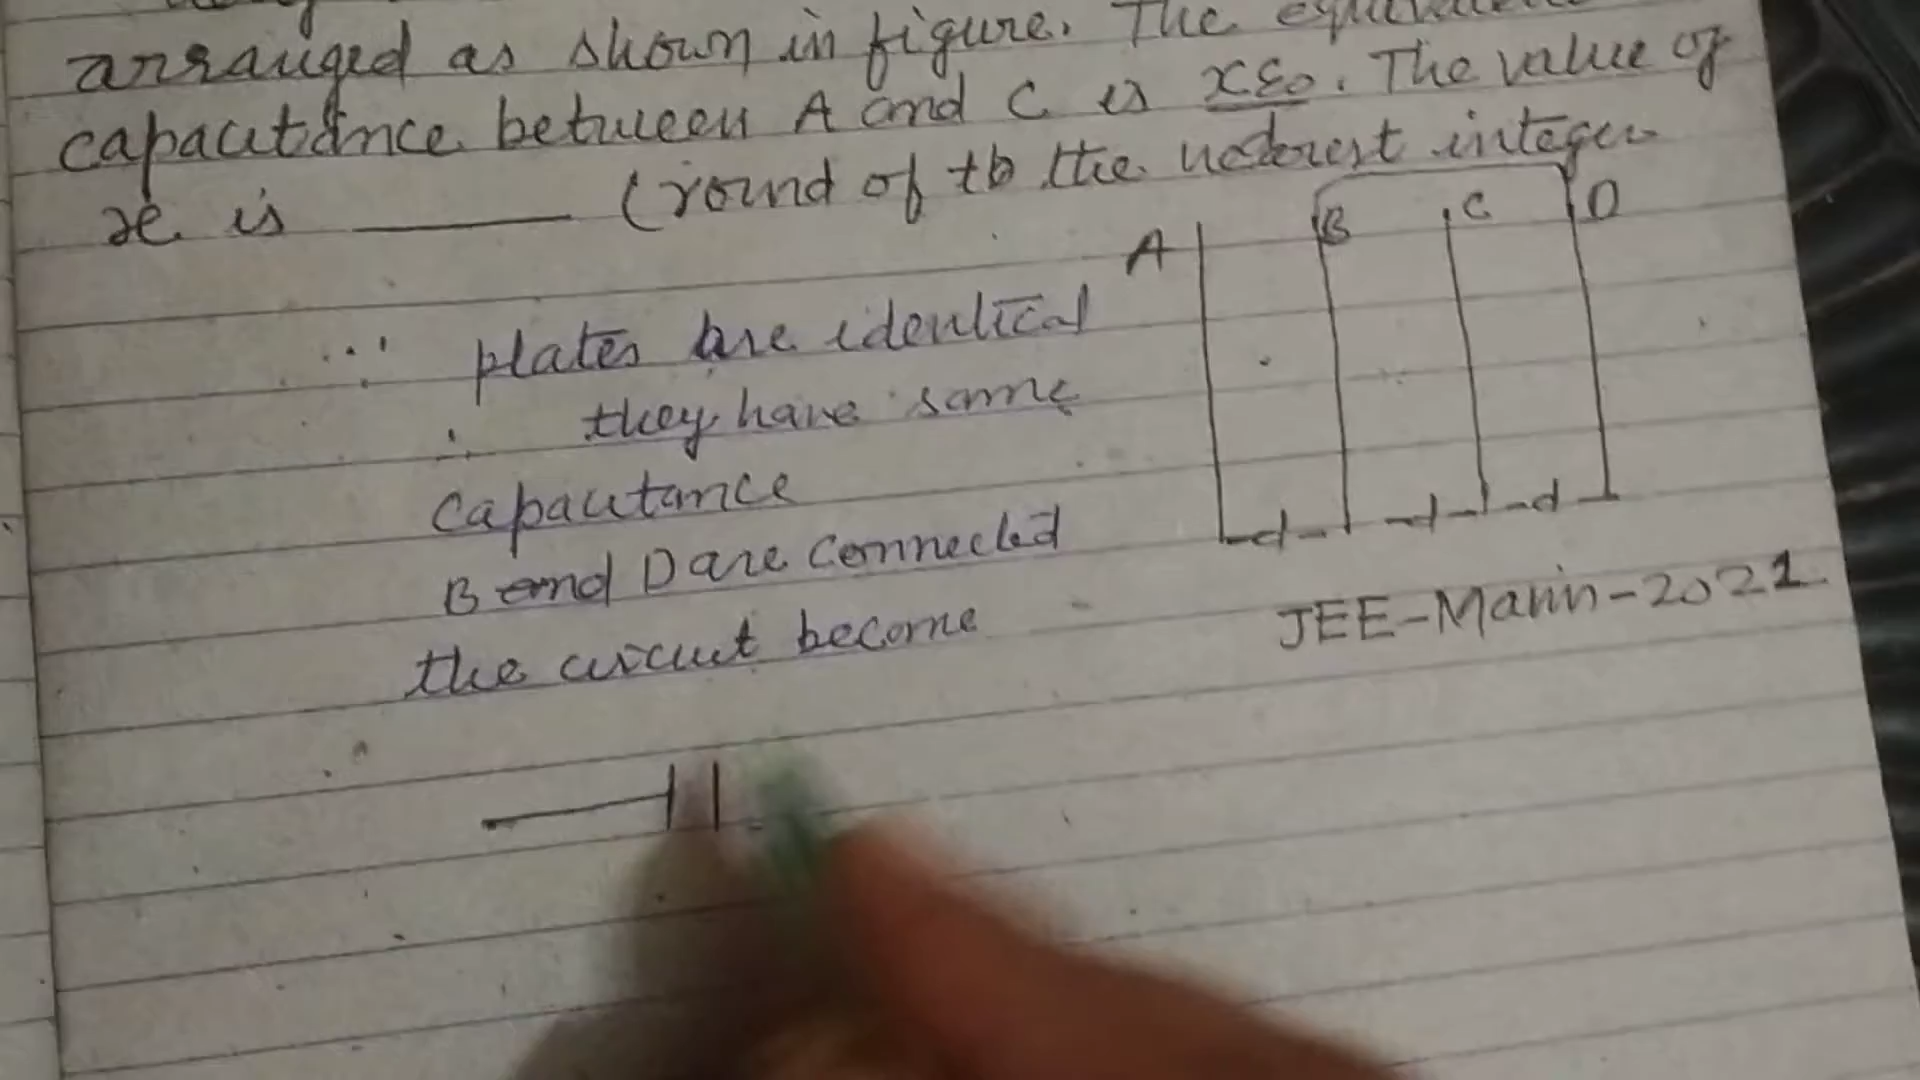 arranged as shown in figure. The
capacitance between A and C is xε₀. The value of
x is ______ (round of to the nearest integer
A B C D
∵ plates are identical
∴ they have same
capacitance
d d d
B and D are connected
the circuit become
JEE-Main-2021